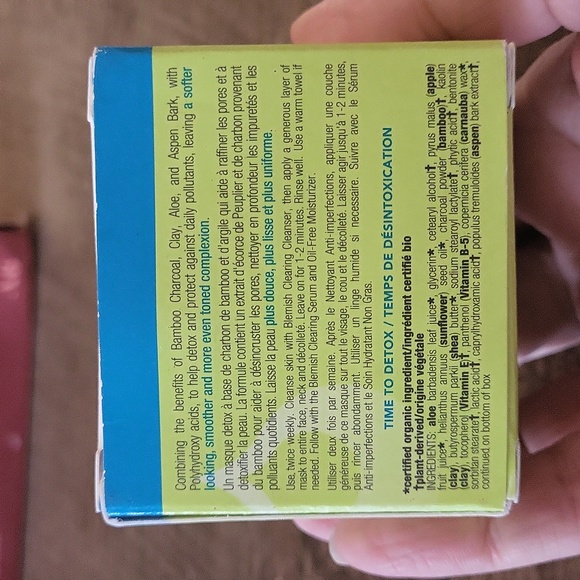 Combining the benefits of Bamboo Charcoal, Clay, Aloe, and Aspen Bark, with
Polyhydroxy acids, to help detox and protect against daily pollutants, leaving a softer
looking, smoother and more even toned complexion.
Un masque detox à base de charbon de bambou et d'argile qui aide à raffiner les pores et à
détoxifier la peau. La formule contient un extrait d'écorce de Peuplier et de charbon provenant
du bamboo pour aider à désincruster les pores, nettoyer en profondeur les impuretés et les
polluants quotidiens. Laisse la peau plus douce, plus lisse et plus uniforme.
Use, twice weekly. Cleanse skin with Blemish Clearing Cleanser, then apply a generous layer of
mask to entire face, neck and décolleté. Leave on for 1-2 minutes. Rinse well. Use a warm towel if
needed. Follow with the Blemish Clearing Serum and Oil-Free Moisturizer.
Utiliser deux fois par semaine. Après le Nettoyant Anti-imperfections, appliquer une couche
généreuse de ce masque sur tout le visage, le cou et le décolleté. Laisser agir jusqu'à 1-2 minutes,
puis rincer abondamment. Utiliser un linge humide si necessaire. Suivre avec le Sérum
Anti-imperfections et le Soin Hydratant Non Gras.
TIME TO DETOX / TEMPS DE DÉSINTOXICATION
*certified organic ingredient/ingrédient certifié bio
†plant-derived/origine végétale
INGREDIENTS: aloe barbadensis leaf juice*, glycerin*, cetearyl alcohol†, pyrus malus (apple)
fruit juice*, helianthus annuus (sunflower) seed oil*, charcoal powder (bamboo)†, kaolin
(clay), butyrospermum parkii (shea) butter*, sodium stearoyl lactylate†, phytic acid†, bentonite
(clay), tocopherol (Vitamin E)†, panthenol (Vitamin B-5), copernicia cerifera (carnauba) wax*,
sorbitan stearate†, lactic acid†, caprylhydroxamic acid†, populus tremuloides (aspen) bark extract†,
continued on bottom of box